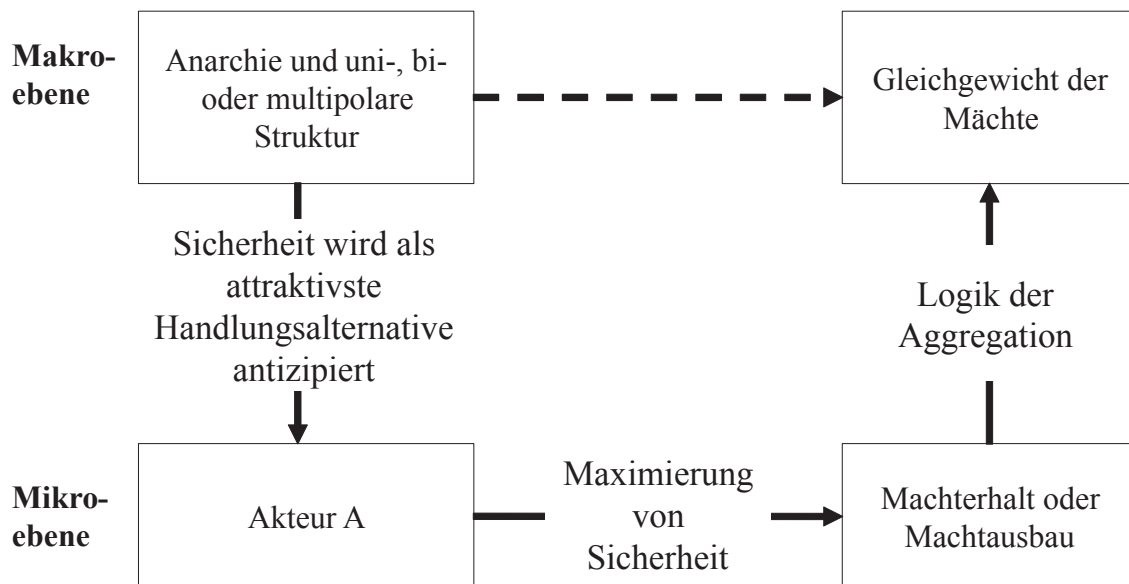 Makro-
ebene
Anarchie und uni-, bi-
oder multipolare
Struktur
Gleichgewicht der
Mächte
Sicherheit wird als
attraktivste
Handlungsalternative
antizipiert
Logik der
Aggregation
Mikro-
ebene
Akteur A
Maximierung
von
Sicherheit
Machterhalt oder
Machtausbau